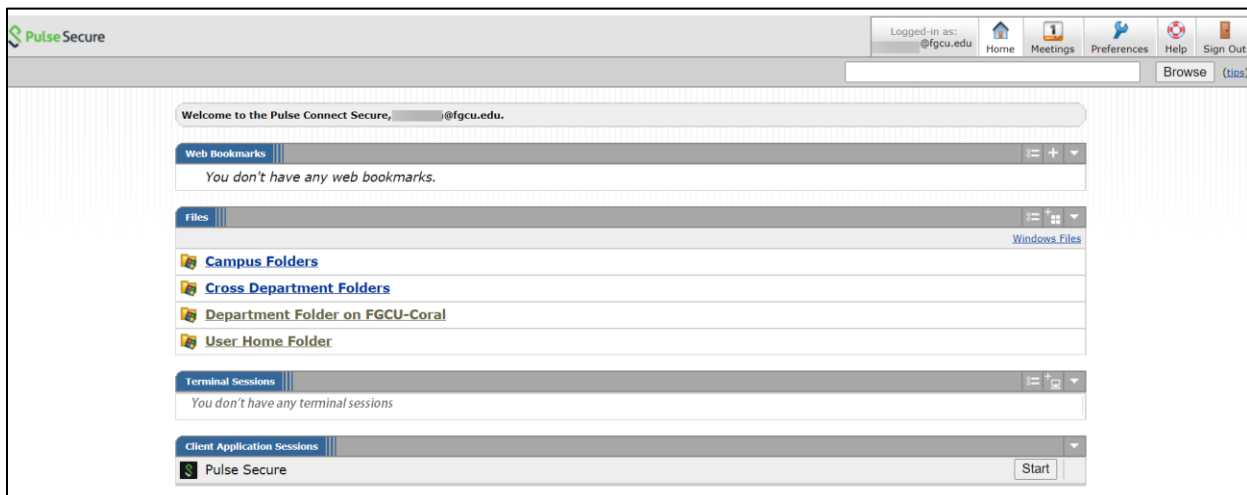 Pulse Secure
Logged-in as:
@fgcu.edu
Home
1
Meetings
Preferences
Help
Sign Out
Browse
(tips)
Welcome to the Pulse Connect Secure, @fgcu.edu.
Web Bookmarks
You don't have any web bookmarks.
Files
Windows Files
Campus Folders
Cross Department Folders
Department Folder on FGCU-Coral
User Home Folder
Terminal Sessions
You don't have any terminal sessions
Client Application Sessions
Pulse Secure
Start